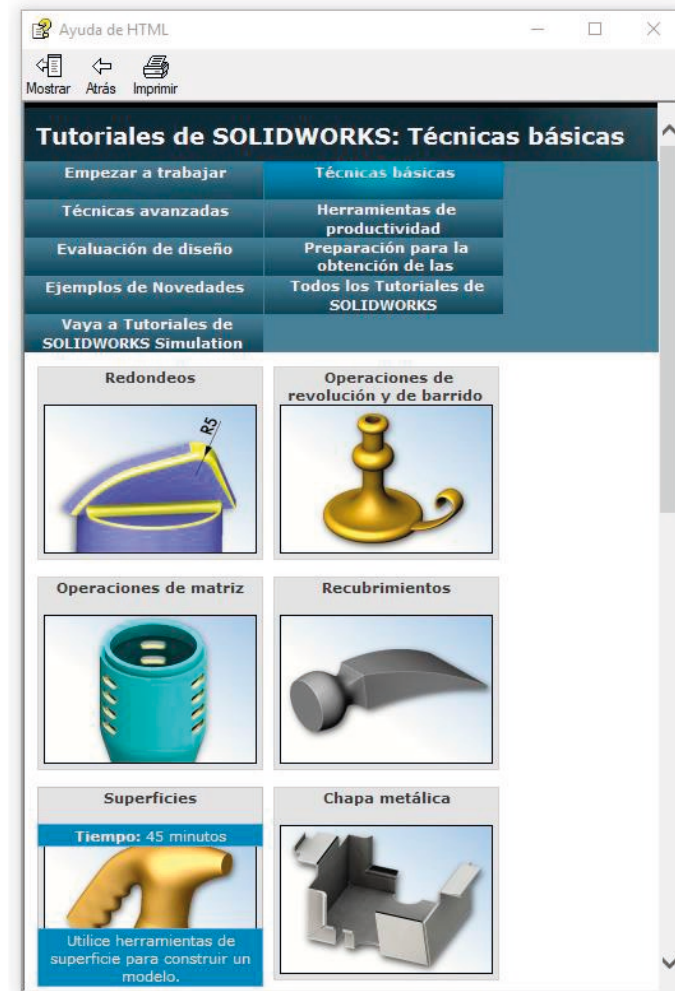 Ayuda de HTML
Mostrar Atrás Imprimir
Tutoriales de SOLIDWORKS: Técnicas básicas
Empezar a trabajar
Técnicas básicas
Técnicas avanzadas
Herramientas de
productividad
Evaluación de diseño
Preparación para la
obtención de las
Ejemplos de Novedades
Todos los Tutoriales de
SOLIDWORKS
Vaya a Tutoriales de
SOLIDWORKS Simulation
Redondeos
R5
Operaciones de
revolución y de barrido
Operaciones de matriz
Recubrimientos
Superficies
Tiempo: 45 minutos
Utilice herramientas de
superficie para construir un
modelo.
Chapa metálica